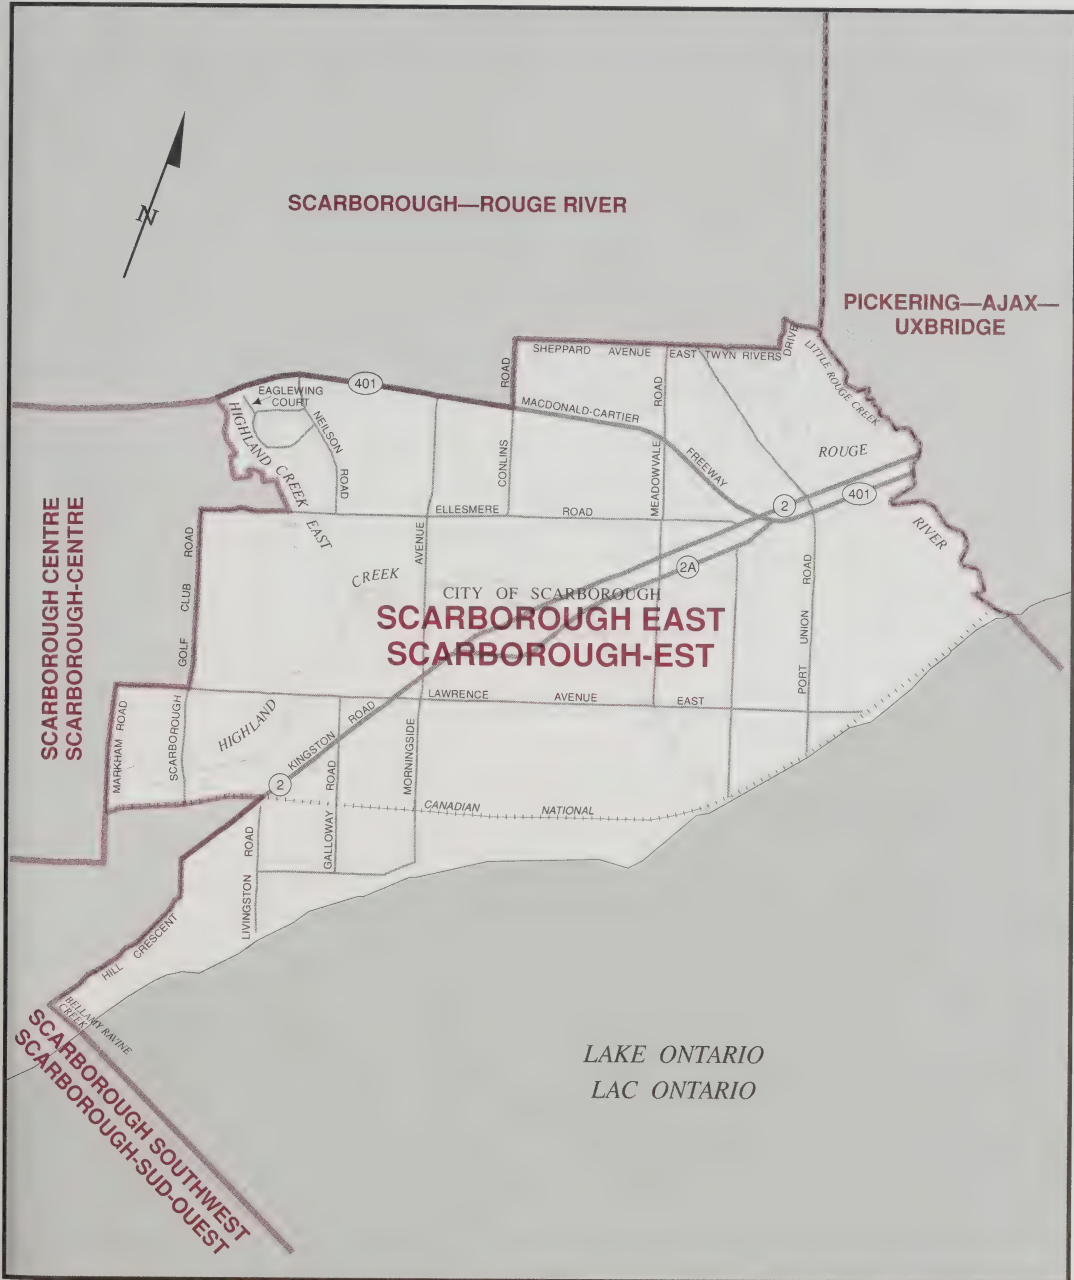 N
SCARBOROUGH—ROUGE RIVER
PICKERING—AJAX—
UXBRIDGE
SHEPPARD AVENUE EAST TWYN RIVERS
DRIVE
LITTLE ROUGE CREEK
401
EAGLEWING
COURT
ROAD
ROAD
MACDONALD-CARTIER
FREEWAY
HIGHLAND CREEK
NEILSON
ROAD
CONLINS
MEADOWVALE
ROUGE
RIVER
2
401
ELLESMERE ROAD
EAST
AVENUE
CREEK
2A
CITY OF SCARBOROUGH
SCARBOROUGH EAST
SCARBOROUGH-EST
SCARBOROUGH CENTRE
SCARBOROUGH-CENTRE
GOLF CLUB ROAD
PORT UNION ROAD
MARKHAM ROAD
SCARBOROUGH
HIGHLAND
LAWRENCE AVENUE EAST
KINGSTON ROAD
2
MORNINGSIDE
GALLOWAY ROAD
CANADIAN NATIONAL
LIVINGSTON ROAD
HILL CRESCENT
BELLAMY RAVINE
CREEK
SCARBOROUGH SOUTHWEST
SCARBOROUGH-SUD-OUEST
LAKE ONTARIO
LAC ONTARIO